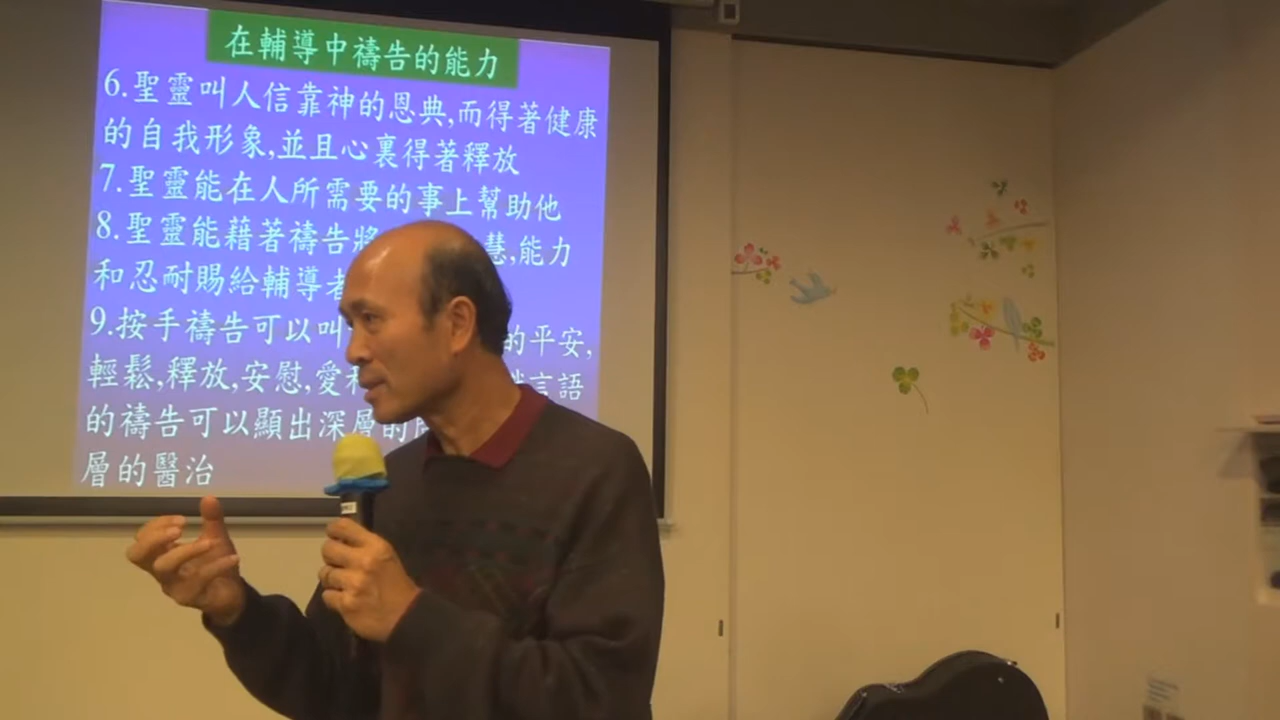 在輔導中禱告的能力
6.聖靈叫人信靠神的恩典,而得著健康
的自我形象,並且心裏得著釋放
7.聖靈能在人所需要的事上幫助他
8.聖靈能藉著禱告將 慧,能力
和忍耐賜給輔導者
9.按手禱告可以叫 的平安,
輕鬆,釋放,安慰,愛和 言語
的禱告可以顯出深層的
層的醫治